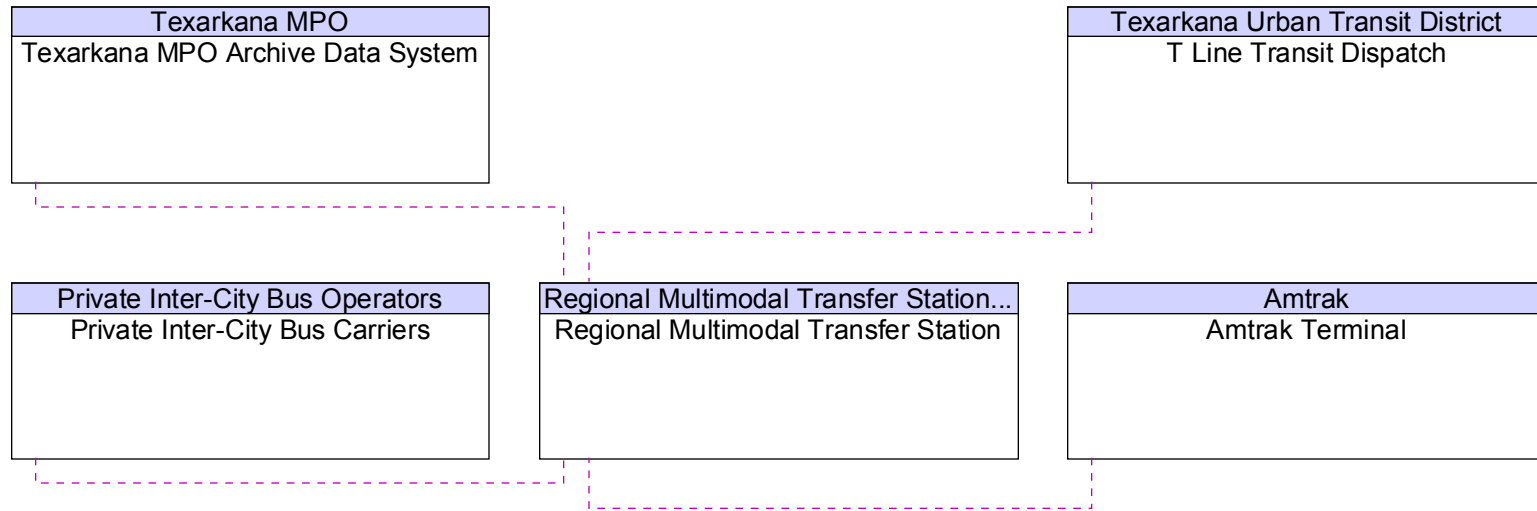 Texarkana MPO
Texarkana MPO Archive Data System
Texarkana Urban Transit District
T Line Transit Dispatch
Private Inter-City Bus Operators
Private Inter-City Bus Carriers
Regional Multimodal Transfer Station...
Regional Multimodal Transfer Station
Amtrak
Amtrak Terminal